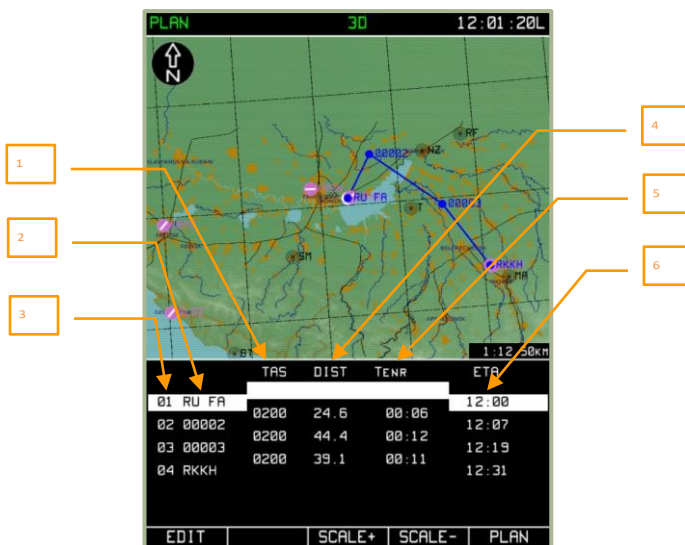 PLAN 3D 12:01:20L
N
RF
00002 NZ
1 4
RU FA
00003 5
T
2
SM RKKH 6
MA
3
BT 1:12.50KM
TAS DIST TENR ETA
01 RU FA 12:00
0200 24.6 00:06
02 00002 12:07
0200 44.4 00:12
03 00003 12:19
0200 39.1 00:11
04 RKKH 12:31
EDIT SCALE+ SCALE- PLAN